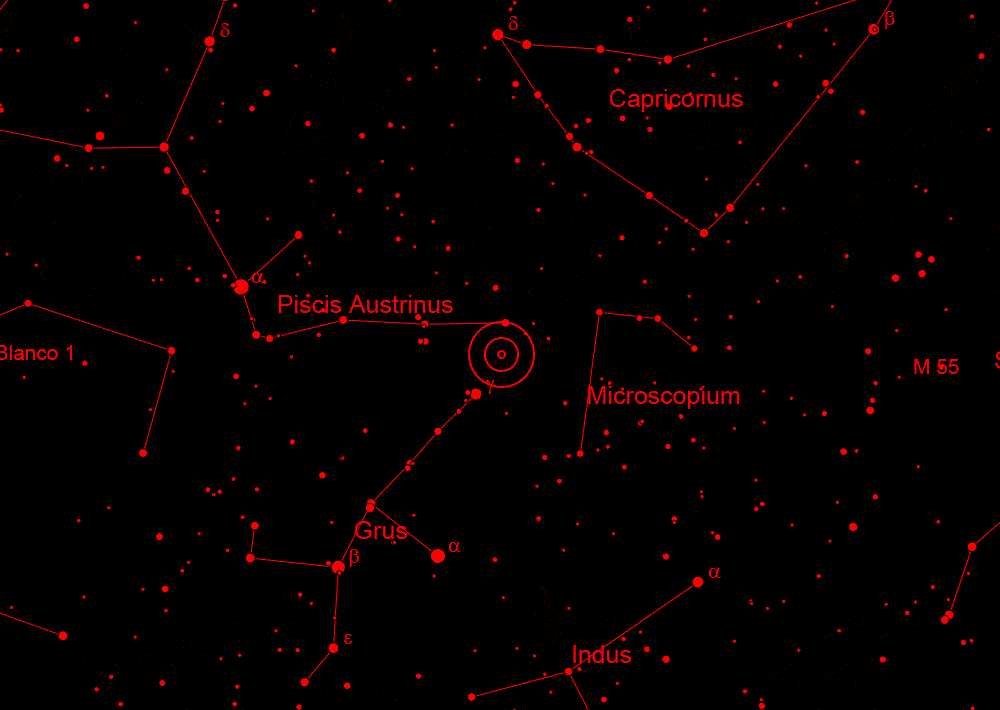 δ
δ
β
Capricornus
α
Piscis Austrinus
Blanco 1
M 55
γ
Microscopium
Grus
α
β
α
ε
Indus